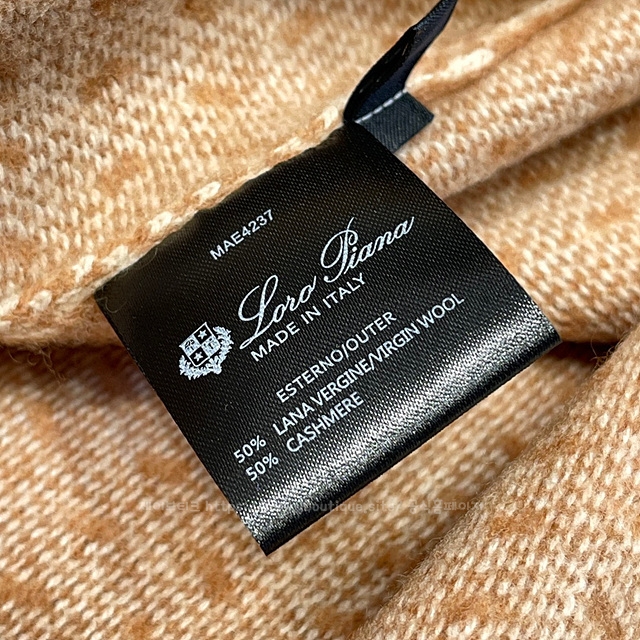 MAE4237
Loro Piana
MADE IN ITALY
ESTERNO/OUTER
50% LANA VERGINE/VIRGIN WOOL
50% CASHMERE